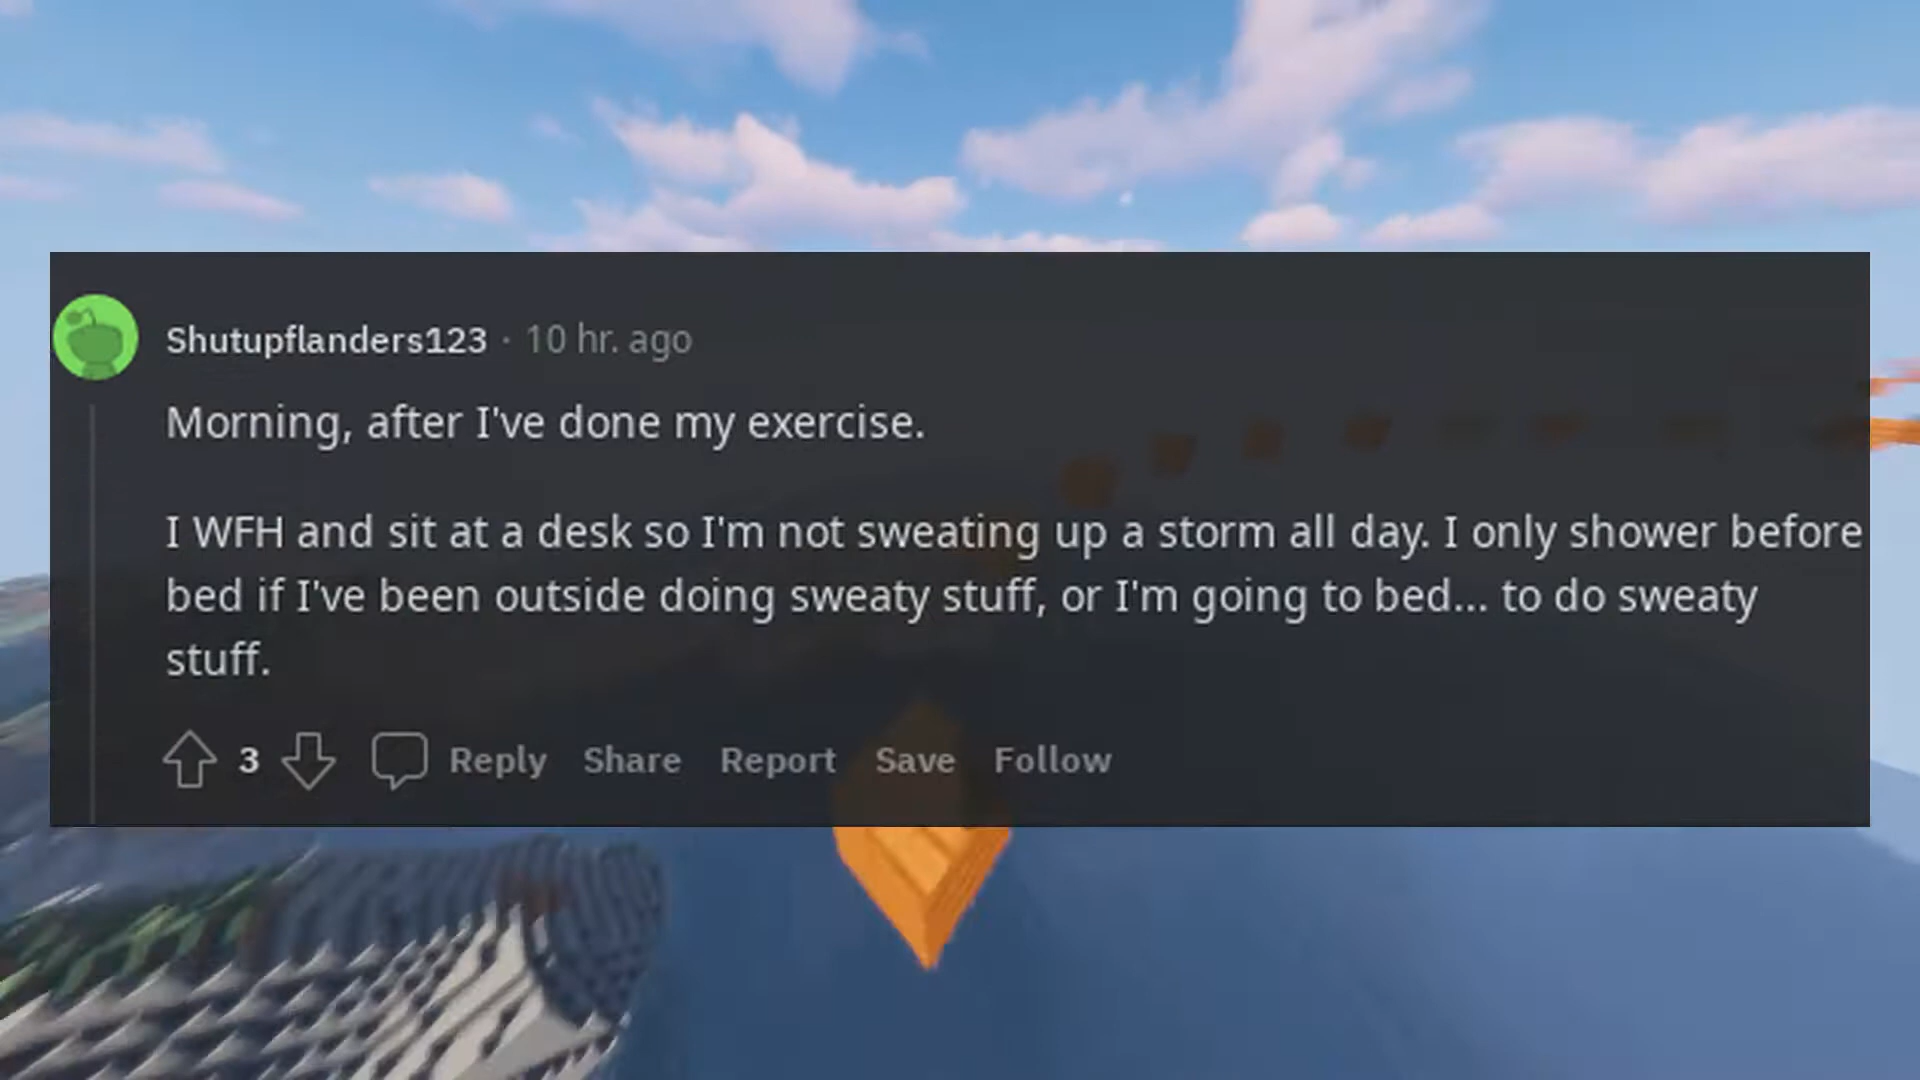 Shutupflanders123 · 10 hr. ago
Morning, after I've done my exercise.
I WFH and sit at a desk so I'm not sweating up a storm all day. I only shower before
bed if I've been outside doing sweaty stuff, or I'm going to bed... to do sweaty
stuff.
3 Reply Share Report Save Follow